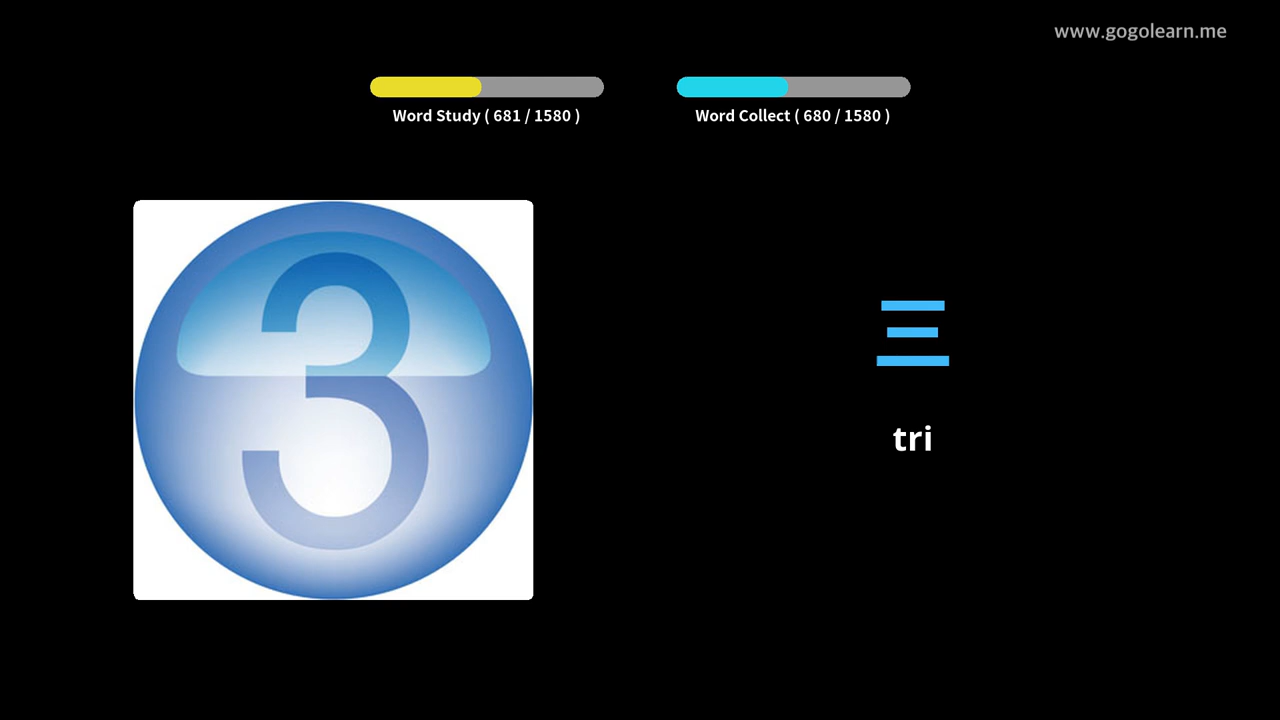 www.gogolearn.me
Word Study ( 681 / 1580 )
Word Collect ( 680 / 1580 )
3
三
tri